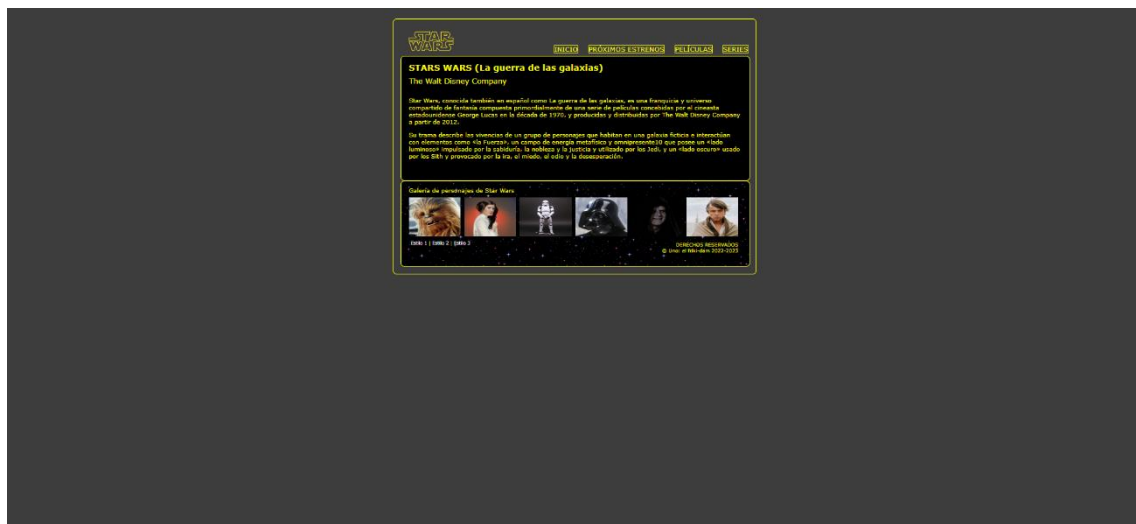 STAR
WARS
INICIO PRÓXIMOS ESTRENOS PELÍCULAS SERIES
STARS WARS (La guerra de las galaxias)
The Walt Disney Company
Star Wars, conocida también en español como La guerra de las galaxias, es una franquicia y universo
compartido de fantasía compuesta primordialmente de una serie de películas concebidas por el cineasta
estadounidense George Lucas en la década de 1970, y producidas y distribuidas por The Walt Disney Company
a partir de 2012.
Su trama describe las vivencias de un grupo de personajes que habitan en una galaxia ficticia e interactúan
con elementos como «la Fuerza», un campo de energía metafísico y omnipresente10 que posee un «lado
luminoso» impulsado por la sabiduría, la nobleza y la justicia y utilizado por los Jedi, y un «lado oscuro» usado
por los Sith y provocado por la ira, el miedo, el odio y la desesperación.
Galería de personajes de Star Wars
Estilo 1 | Estilo 2 | Estilo 3
DERECHOS RESERVADOS
© Uno: el 2022-2023